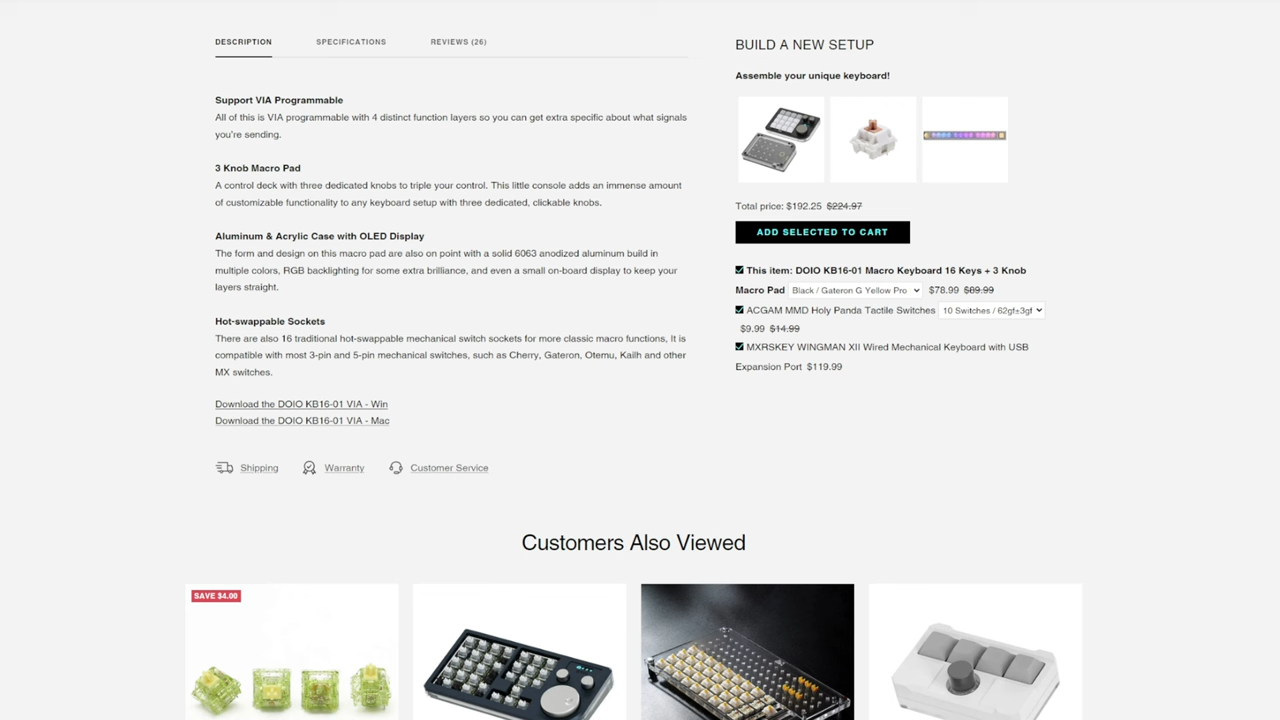 DESCRIPTION
SPECIFICATIONS
REVIEWS (26)
Support VIA Programmable
All of this is VIA programmable with 4 distinct function layers so you can get extra specific about what signals
you're sending.
3 Knob Macro Pad
A control deck with three dedicated knobs to triple your control. This little console adds an immense amount
of customizable functionality to any keyboard setup with three dedicated, clickable knobs.
Aluminum & Acrylic Case with OLED Display
The form and design on this macro pad are also on point with a solid 6063 anodized aluminum build in
multiple colors, RGB backlighting for some extra brilliance, and even a small on-board display to keep your
layers straight.
Hot-swappable Sockets
There are also 16 traditional hot-swappable mechanical switch sockets for more classic macro functions, It is
compatible with most 3-pin and 5-pin mechanical switches, such as Cherry, Gateron, Otemu, Kailh and other
MX switches.
Download the DOIO KB16-01 VIA - Win
Download the DOIO KB16-01 VIA - Mac
Shipping
Warranty
Customer Service
BUILD A NEW SETUP
Assemble your unique keyboard!
Total price: $192.25 $224.97
ADD SELECTED TO CART
This item: DOIO KB16-01 Macro Keyboard 16 Keys + 3 Knob
Macro Pad Black / Gateron G Yellow Pro $78.99 $89.99
ACGAM MMD Holy Panda Tactile Switches 10 Switches / 62gf±3gf
$9.99 $14.99
MXRSKEY WINGMAN XII Wired Mechanical Keyboard with USB
Expansion Port $119.99
Customers Also Viewed
SAVE $4.00